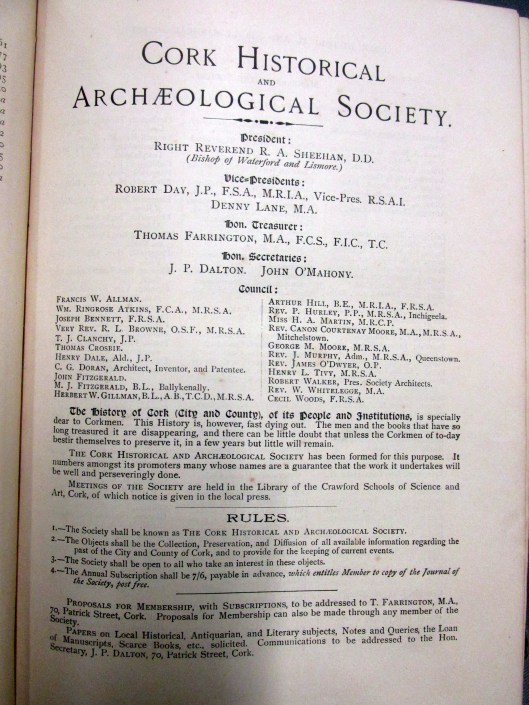 CORK HISTORICAL
AND
ARCHÆOLOGICAL SOCIETY.
President:
RIGHT REVEREND R. A. SHEEHAN, D.D.
(Bishop of Waterford and Lismore.)
Vice-Presidents:
ROBERT DAY, J.P., F.S.A., M.R.I.A., Vice-Pres. R.S.A.I.
DENNY LANE, M.A.
Hon. Treasurer:
THOMAS FARRINGTON, M.A., F.C.S., F.I.C., T.C.
Hon. Secretaries:
J. P. DALTON. JOHN O'MAHONY.
Council:
FRANCIS W. ALLMAN.
WM. RINGROSE ATKINS, F.C.A., M.R.S.A.
JOSEPH BENNETT, F.R.S.A.
VERY REV. R. L. BROWNE, O.S.F., M.R.S.A.
T. J. CLANCHY, J.P.
THOMAS CROSBIE.
HENRY DALE, Ald., J.P.
C. G. DORAN, Architect, Inventor, and Patentee.
JOHN FITZGERALD.
M. J. FITZGERALD, B.L., Ballykenally.
HERBERT W. GILLMAN, B.L., A.B., T.C.D., M.R.S.A.
ARTHUR HILL, B.E., M.R.I.A., F.R.S.A.
REV. P. HURLEY, P.P., M.R.S.A., Inchigeela.
MISS H. A. MARTIN, M.R.C.P.
REV. CANON COURTENAY MOORE, M.A., M.R.S.A.,
Mitchelstown.
GEORGE M. MOORE, M.R.S.A.
REV. J. MURPHY, Adm., M.R.S.A., Queenstown.
REV. JAMES O'DWYER, O.P.
HENRY L. TIVY, M.R.S.A.
ROBERT WALKER, Pres. Society Architects.
REV. W. WHITELEGGE, M.A.
CECIL WOODS, F.R.S.A.
The History of Cork (City and County), of its People and Institutions, is specially
dear to Corkmen. This History is, however, fast dying out. The men and the books that have so
long treasured it are disappearing, and there can be little doubt that unless the Corkmen of to-day
bestir themselves to preserve it, in a few years but little will remain.
THE CORK HISTORICAL AND ARCHÆOLOGICAL SOCIETY has been formed for this purpose. It
numbers amongst its promoters many whose names are a guarantee that the work it undertakes will
be well and perseveringly done.
MEETINGS OF THE SOCIETY are held in the Library of the Crawford Schools of Science and
Art, Cork, of which notice is given in the local press.
RULES.
1.—The Society shall be known as THE CORK HISTORICAL AND ARCHÆOLOGICAL SOCIETY.
2.—The Objects shall be the Collection, Preservation, and Diffusion of all available information regarding the
past of the City and County of Cork, and to provide for the keeping of current events.
3.—The Society shall be open to all who take an interest in these objects.
4.—The Annual Subscription shall be 7/6, payable in advance, which entitles Member to copy of the Journal of
the Society, post free.
PROPOSALS FOR MEMBERSHIP, with SUBSCRIPTIONS, to be addressed to T. FARRINGTON, M.A.,
70, Patrick Street, Cork. Proposals for Membership can also be made through any member of the
Society.
PAPERS on Local Historical, Antiquarian, and Literary subjects, Notes and Queries, the Loan
of Manuscripts, Scarce Books, etc., solicited. Communications to be addressed to the Hon.
Secretary, J. P. DALTON, 70, Patrick Street, Cork.